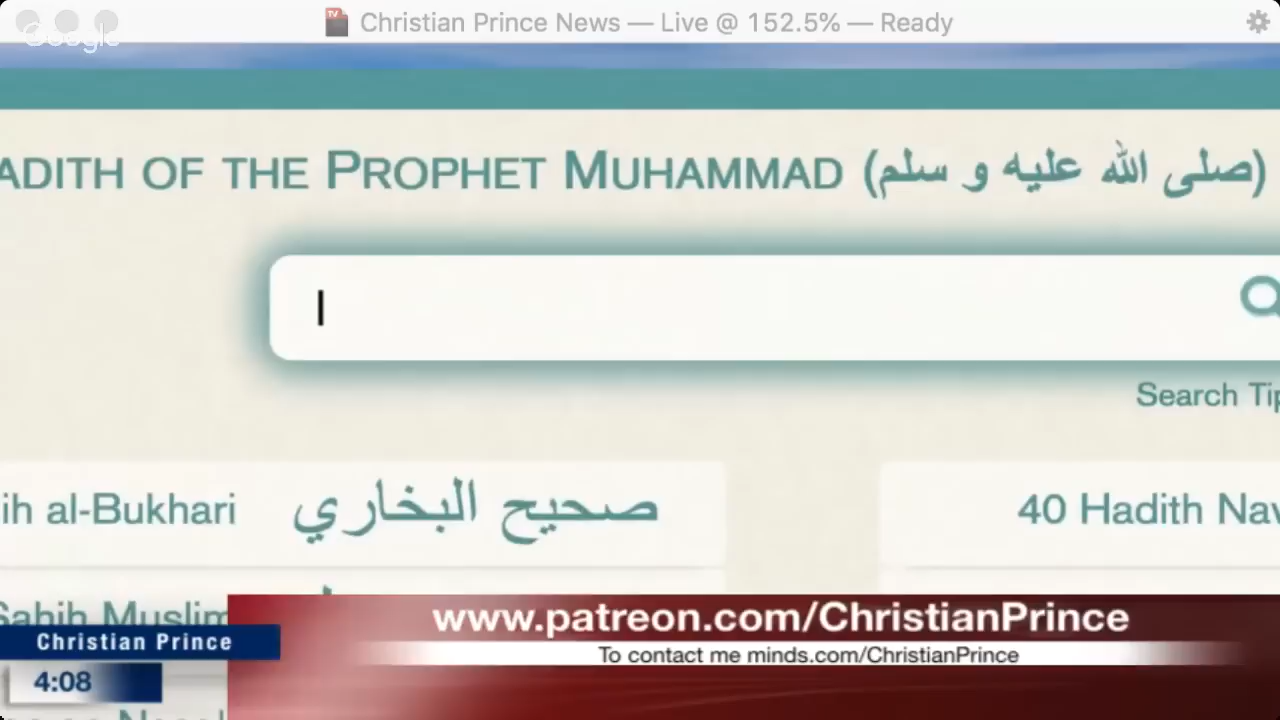 Christian Prince News — Live @ 152.5% — Ready
Google
ADITH OF THE PROPHET MUHAMMAD (صلى الله عليه و سلم)
Search Tip
ih al-Bukhari صحيح البخاري
40 Hadith Naw
Sahih Muslim
www.patreon.com/ChristianPrince
To contact me minds.com/ChristianPrince
Christian Prince
4:08